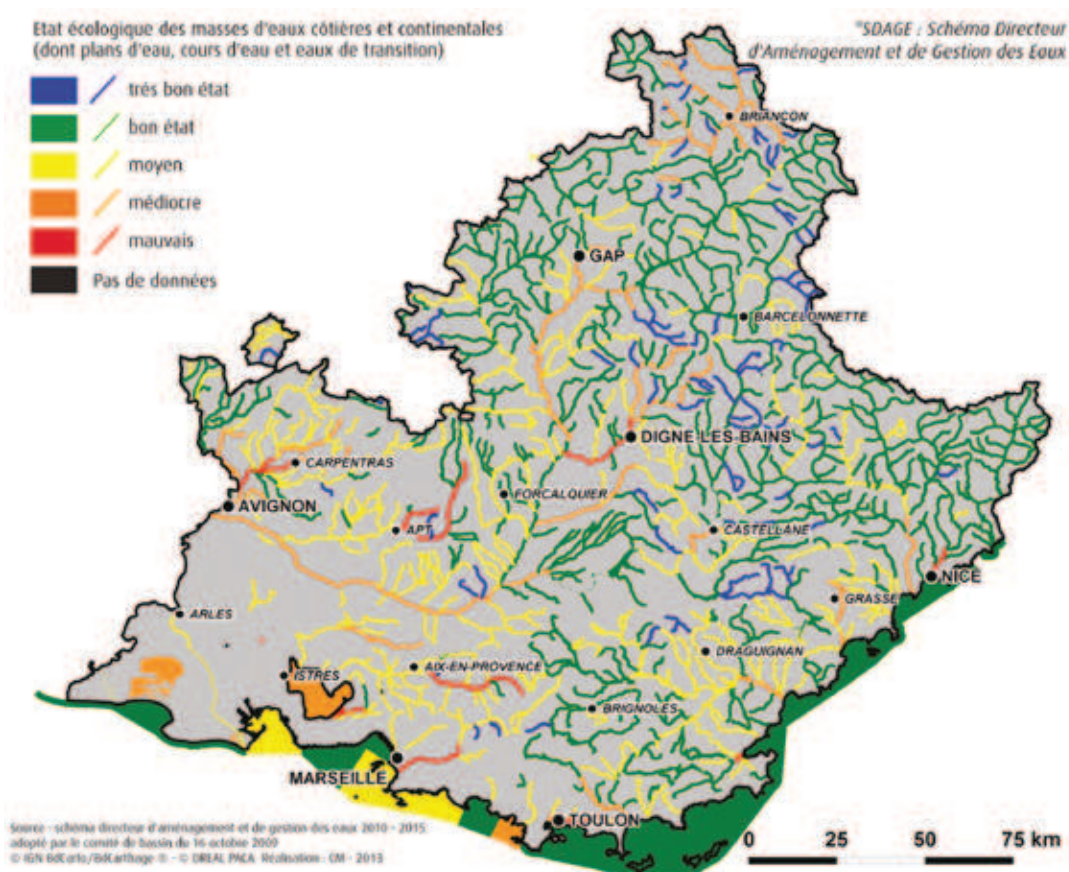 Etat écologique des masses d'eaux côtières et continentales
(dont plans d'eau, cours d'eau et eaux de transition)
trés bon état
bon état
moyen
médiocre
mauvais
Pas de données
"SDAGE : Schéma Directeur
d'Aménagement et de Gestion des Eaux
BRIANÇON
GAP
BARCELONNETTE
DIGNE-LES-BAINS
CARPENTRAS
FORCALQUIER
AVIGNON
APT
CASTELLANE
NICE
GRASSE
ARLES
DRAGUIGNAN
AIX-EN-PROVENCE
ISTRES
BRIGNOLES
MARSEILLE
TOULON
Source - schéma directeur d'aménagement et de gestion des eaux 2010 - 2015
adopté par le comité de bassin du 16 octobre 2009
© IGN BdCarto/BdCarthage ® - © DREAL PACA Réalisation : CM - 2013
0 25 50 75 km